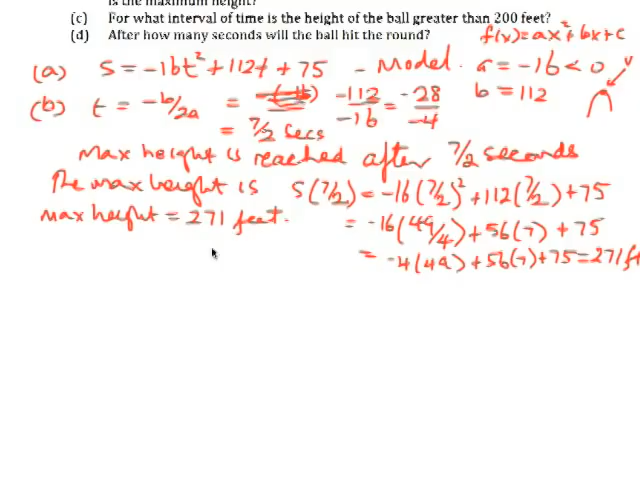 is the maximum height?
(c) For what interval of time is the height of the ball greater than 200 feet?
(d) After how many seconds will the ball hit the round?
f(x) = ax² + bx + c
(a) s = -16t² + 112t + 75 - Model. a = -16 < 0 V
(b) t = -b/2a = -112/-16 = -28/-4 b = 112
= 7/2 secs
Max height is reached after 7/2 seconds
The max height is s(7/2) = -16(7/2)² + 112(7/2) + 75
max height = 271 feet. = -16(49/4) + 56(7) + 75
= -4(49) + 56(7) + 75 = 271 ft